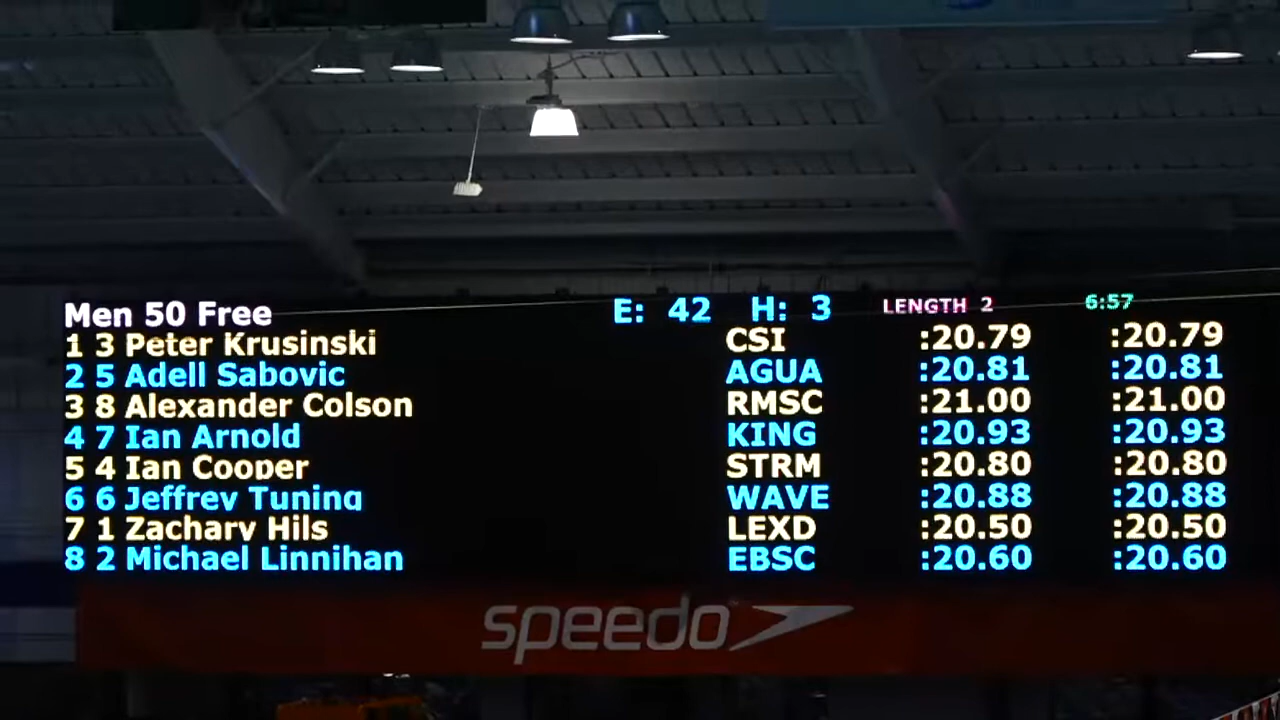 Men 50 Free E: 42 H: 3 LENGTH 2 6:57
1 3 Peter Krusinski CSI :20.79 :20.79
2 5 Adell Sabovic AGUA :20.81 :20.81
3 8 Alexander Colson RMSC :21.00 :21.00
4 7 Ian Arnold KING :20.93 :20.93
5 4 Ian Cooper STRM :20.80 :20.80
6 6 Jeffrey Tuning WAVE :20.88 :20.88
7 1 Zachary Hils LEXD :20.50 :20.50
8 2 Michael Linnihan EBSC :20.60 :20.60
speedo